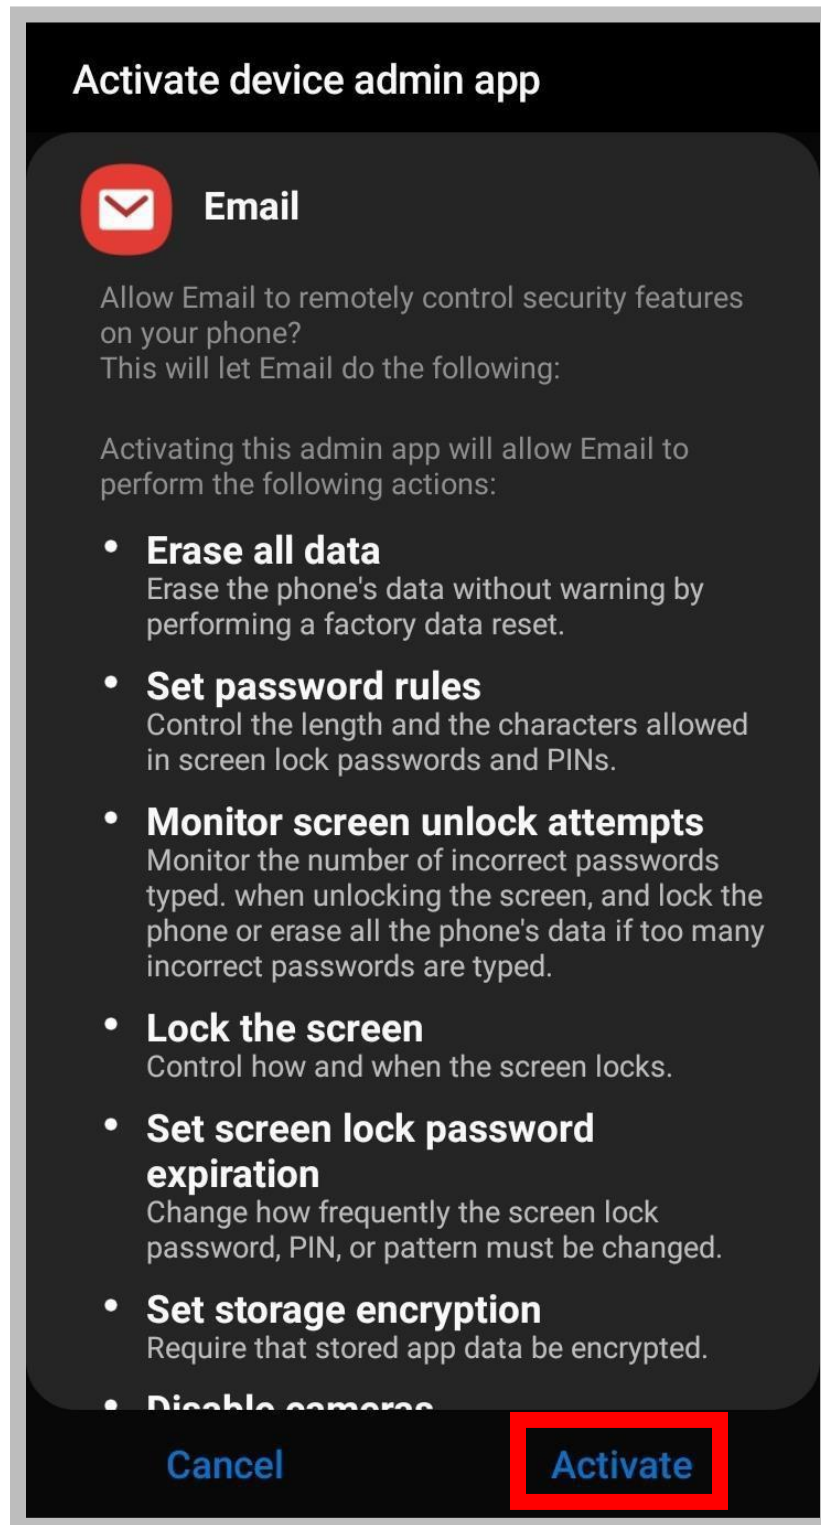 Activate device admin app
Email
Allow Email to remotely control security features
on your phone?
This will let Email do the following:
Activating this admin app will allow Email to
perform the following actions:
• Erase all data
Erase the phone's data without warning by
performing a factory data reset.
• Set password rules
Control the length and the characters allowed
in screen lock passwords and PINs.
• Monitor screen unlock attempts
Monitor the number of incorrect passwords
typed. when unlocking the screen, and lock the
phone or erase all the phone's data if too many
incorrect passwords are typed.
• Lock the screen
Control how and when the screen locks.
• Set screen lock password
expiration
Change how frequently the screen lock
password, PIN, or pattern must be changed.
• Set storage encryption
Require that stored app data be encrypted.
• Disable cameras
Cancel
Activate